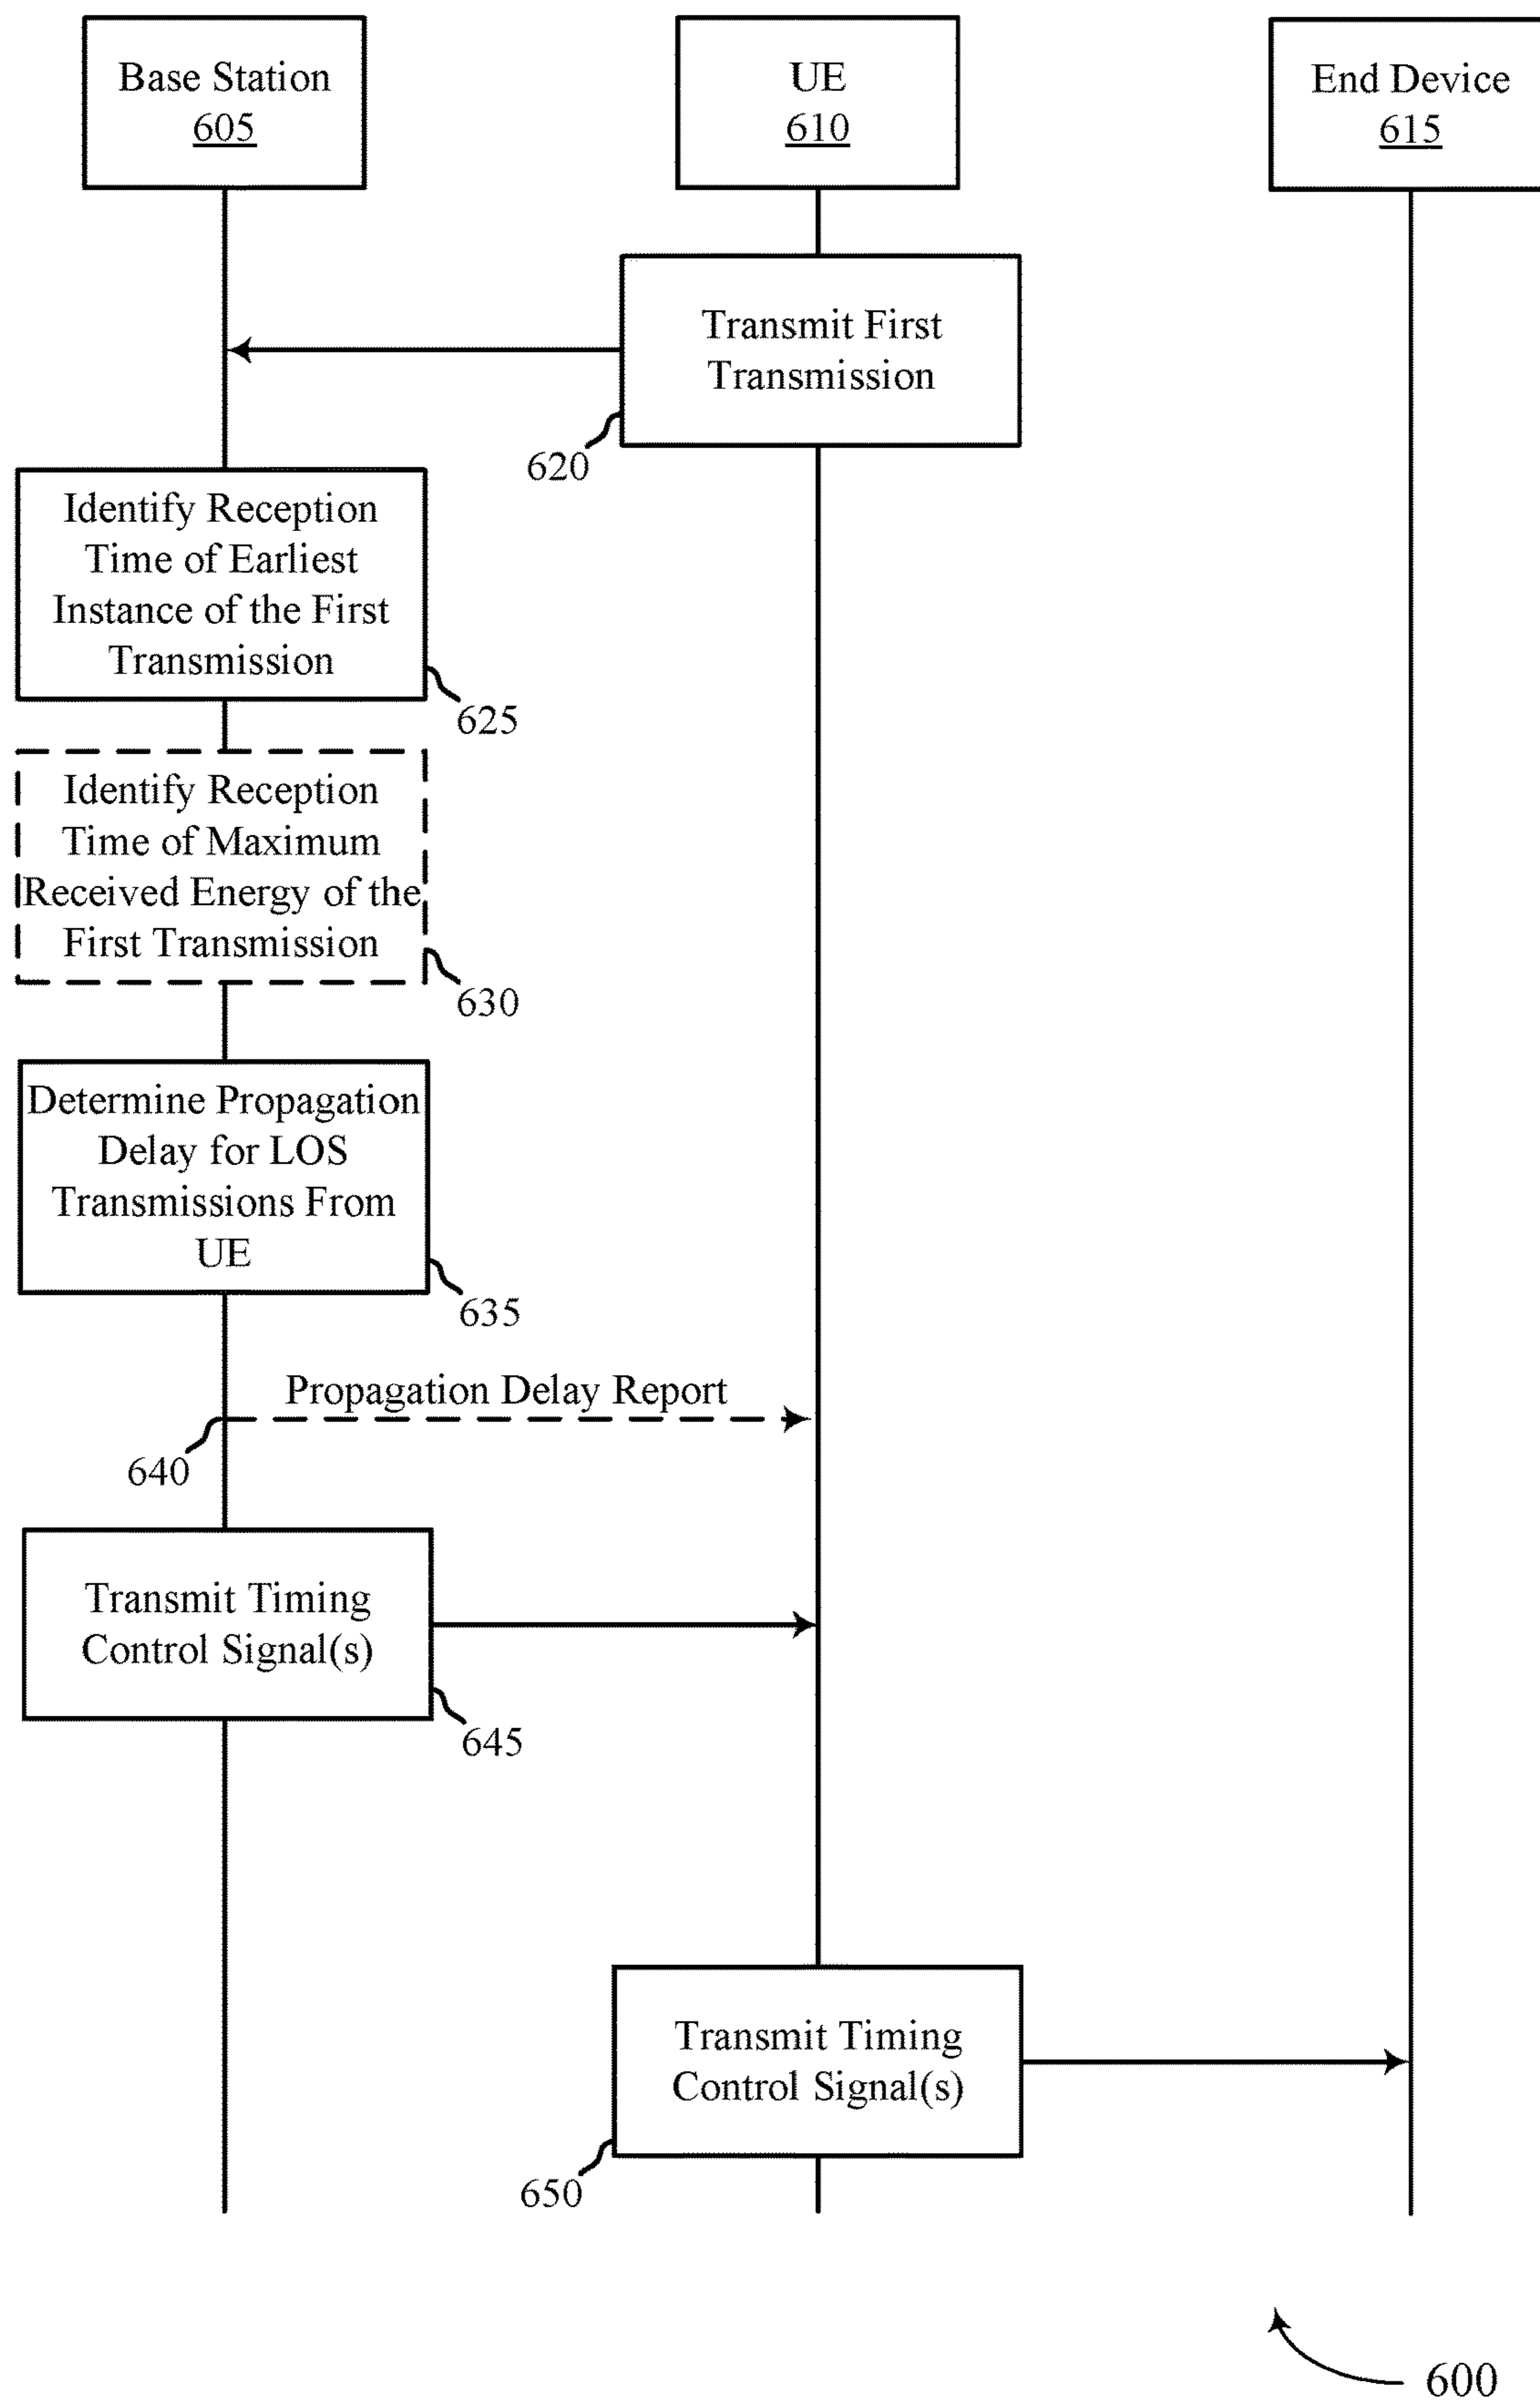 Base Station
605
UE
610
End Device
615
Transmit First
Transmission
620
Identify Reception
Time of Earliest
Instance of the First
Transmission
625
Identify Reception
Time of Maximum
Received Energy of the
First Transmission
630
Determine Propagation
Delay for LOS
Transmissions From
UE
635
Propagation Delay Report
640
Transmit Timing
Control Signal(s)
645
Transmit Timing
Control Signal(s)
650
600